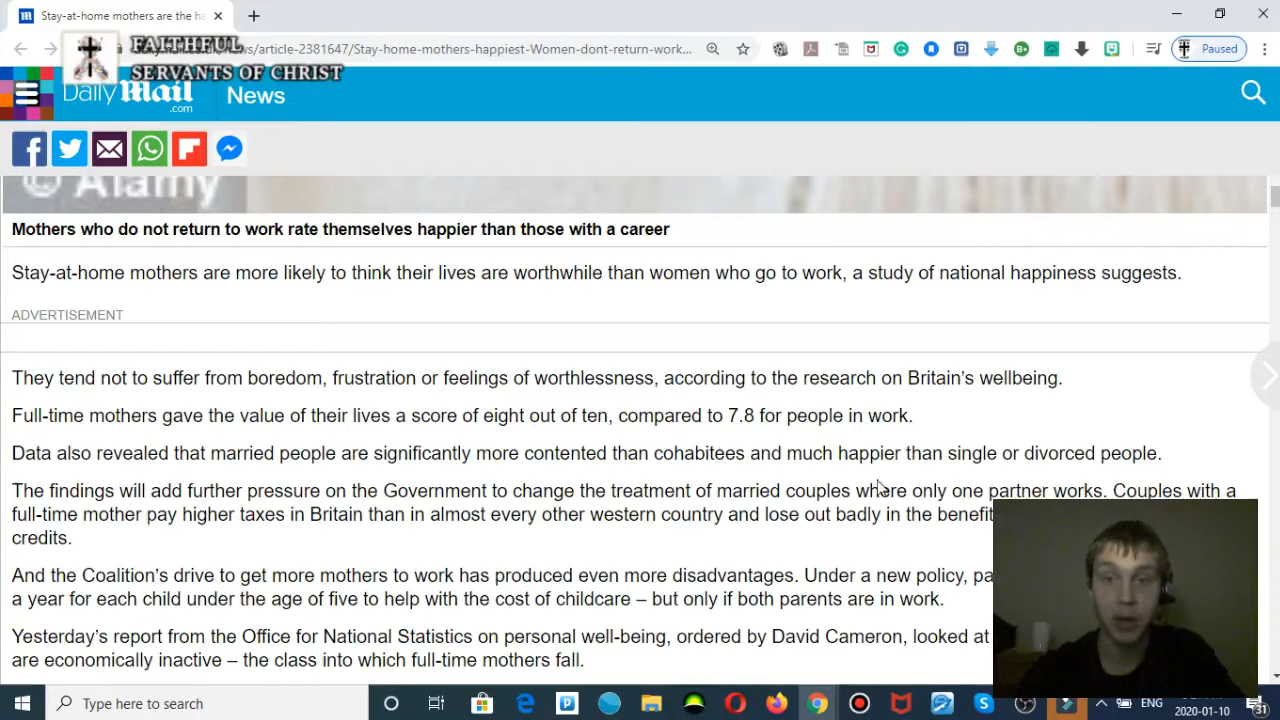 Stay-at-home mothers are the ha
FAITHFUL
SERVANTS OF CHRIST
/article-2381647/Stay-home-mothers-happiest-Women-dont-return-work...
Paused
Daily Mail
.com
News
© Alamy
Mothers who do not return to work rate themselves happier than those with a career
Stay-at-home mothers are more likely to think their lives are worthwhile than women who go to work, a study of national happiness suggests.
ADVERTISEMENT
They tend not to suffer from boredom, frustration or feelings of worthlessness, according to the research on Britain's wellbeing.
Full-time mothers gave the value of their lives a score of eight out of ten, compared to 7.8 for people in work.
Data also revealed that married people are significantly more contented than cohabitees and much happier than single or divorced people.
The findings will add further pressure on the Government to change the treatment of married couples where only one partner works. Couples with a
full-time mother pay higher taxes in Britain than in almost every other western country and lose out badly in the benefit
credits.
And the Coalition's drive to get more mothers to work has produced even more disadvantages. Under a new policy, pa
a year for each child under the age of five to help with the cost of childcare – but only if both parents are in work.
Yesterday's report from the Office for National Statistics on personal well-being, ordered by David Cameron, looked at
are economically inactive – the class into which full-time mothers fall.
Type here to search
ENG
2020-01-10